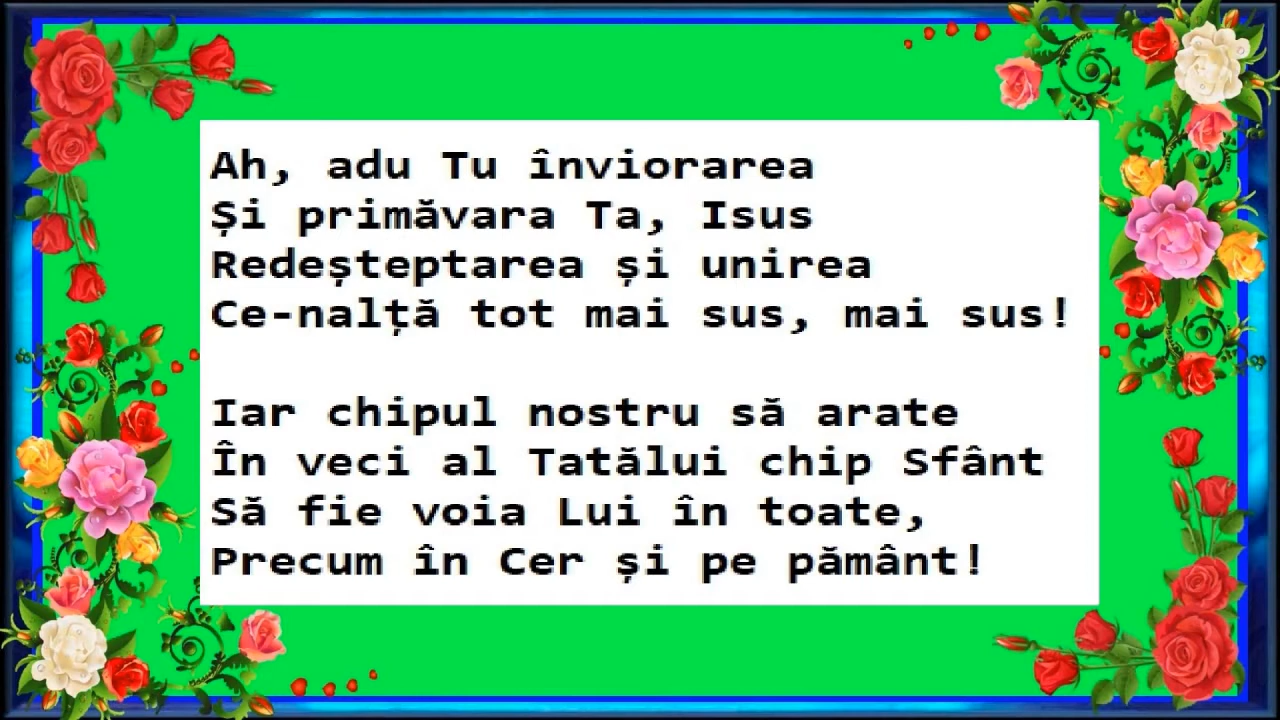 Ah, adu Tu înviorarea
Și primăvara Ta, Isus
Redeșteptarea și unirea
Ce-nalță tot mai sus, mai sus!

Iar chipul nostru să arate
În veci al Tatălui chip Sfânt
Să fie voia Lui în toate,
Precum în Cer și pe pământ!